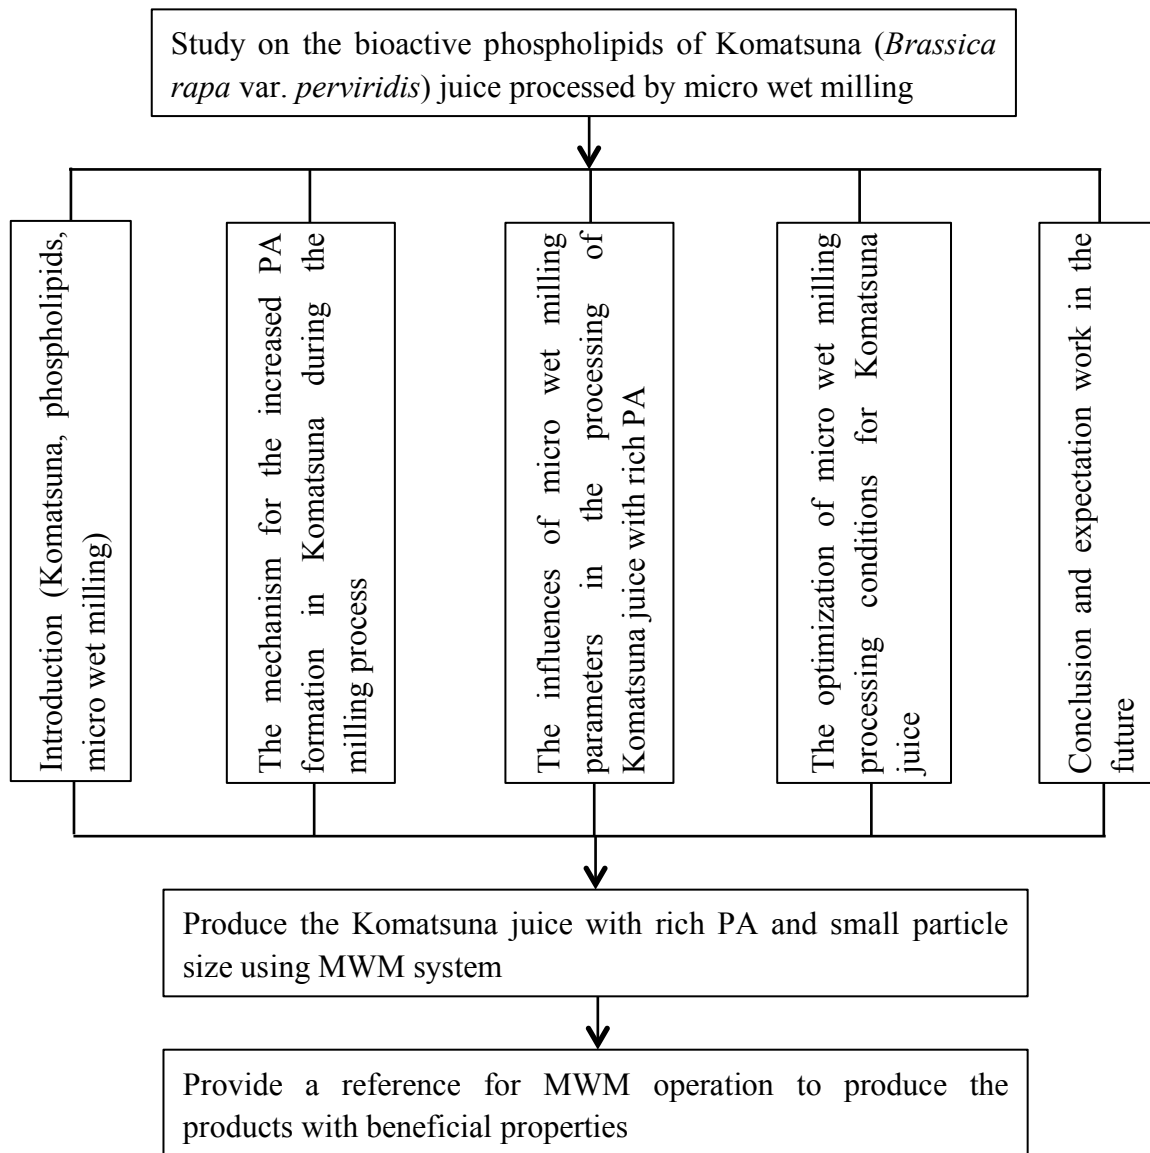 Study on the bioactive phospholipids of Komatsuna (Brassica
rapa var. perviridis) juice processed by micro wet milling
Introduction (Komatsuna, phospholipids,
micro wet milling)
The mechanism for the increased PA
formation in Komatsuna during the
milling process
The influences of micro wet milling
parameters in the processing of
Komatsuna juice with rich PA
The optimization of micro wet milling
processing conditions for Komatsuna
juice
Conclusion and expectation work in the
future
Produce the Komatsuna juice with rich PA and small particle
size using MWM system
Provide a reference for MWM operation to produce the
products with beneficial properties